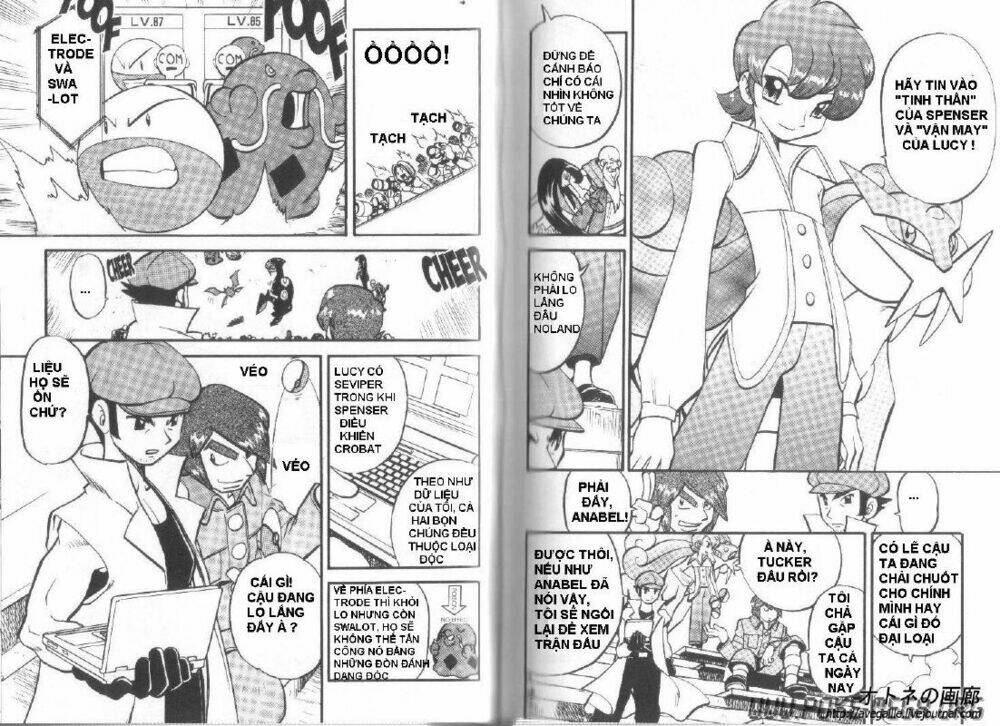 HÃY TIN VÀO
"TINH THẦN"
CỦA SPENSER
VÀ "VẬN MAY"
CỦA LUCY !
ĐỪNG ĐỂ
CÁNH BÁO
CHÍ CÓ CÁI
NHÌN KHÔNG
TỐT VỀ
CHÚNG TA
KHÔNG
PHẢI LO
LẮNG
ĐÂU
NOLAND
...
PHẢI
ĐẤY,
ANABEL!
À NÀY,
TUCKER
ĐÂU RỒI?
TÔI
CHẢ
GẶP
CẬU
TA CẢ
NGÀY
NAY
CÓ LẼ CẬU
TA ĐANG
CHẢI CHUỐT
CHO CHÍNH
MÌNH HAY
CÁI GÌ ĐÓ
ĐẠI LOẠI
ĐƯỢC THÔI,
NẾU NHƯ
ANABEL ĐÃ
NÓI VẬY,
TÔI SẼ NGỒI
LẠI ĐỂ XEM
TRẬN ĐẤU
オトネの画廊
ỒỒỒỒ!
TẠCH
TẠCH
POOF
POOF
LV.87
LV.85
COM
COM
ELEC-
TRODE
VÀ
SWA
-LOT
CHEER
CHEER
...
LUCY CÓ
SEVIPER
TRONG KHI
SPENSER
ĐIỀU
KHIỂN
CROBAT
THEO NHƯ
DỮ LIỆU
CỦA TÔI, CẢ
HAI BỌN
CHÚNG ĐỀU
THUỘC LOẠI
ĐỘC
VỀ PHÍA ELEC-
TRODE THÌ KHỎI
LO NHƯNG CÒN
SWALOT, HỌ SẼ
KHÔNG THỂ TẤN
CÔNG NÓ BẰNG
NHỮNG ĐÒN ĐÁNH
DẠNG ĐỘC
LIỆU
HỌ SẼ
ỔN
CHỨ?
VÉO
VÉO
CÁI GÌ!
CẬU ĐANG
LO LẮNG
ĐẤY À ?